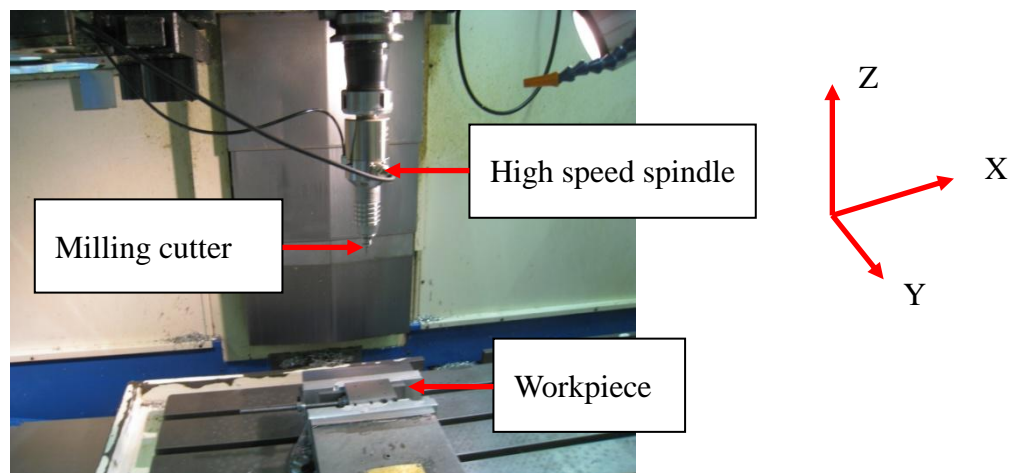 Z
High speed spindle
X
Milling cutter
Y
Workpiece